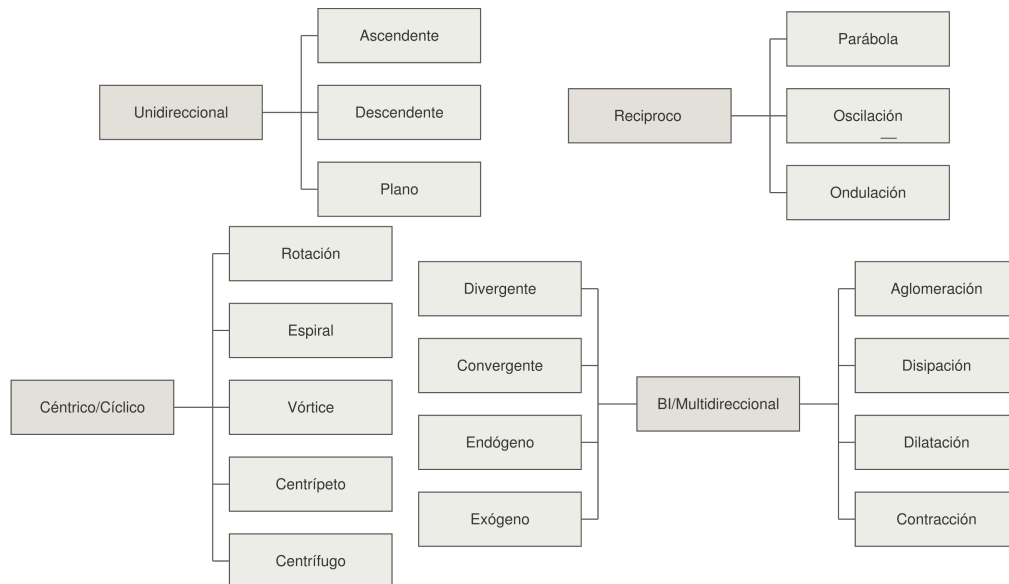 Unidireccional
Ascendente
Descendente
Plano
Reciproco
Parábola
Oscilación
Ondulación
Céntrico/Cíclico
Rotación
Espiral
Vórtice
Centrípeto
Centrífugo
Divergente
Convergente
Endógeno
Exógeno
BI/Multidireccional
Aglomeración
Disipación
Dilatación
Contracción